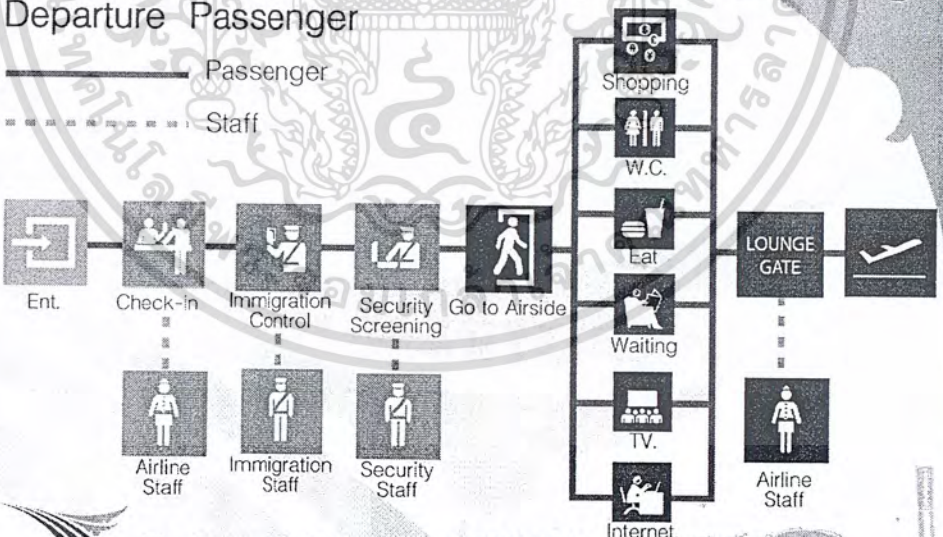 Departure Passenger
Passenger
Staff
Ent.
Check-in
Immigration
Control
Security
Screening
Go to Airside
Shopping
W.C.
Eat
Waiting
TV.
Internet
LOUNGE
GATE
Airline
Staff
Immigration
Staff
Security
Staff
Airline
Staff